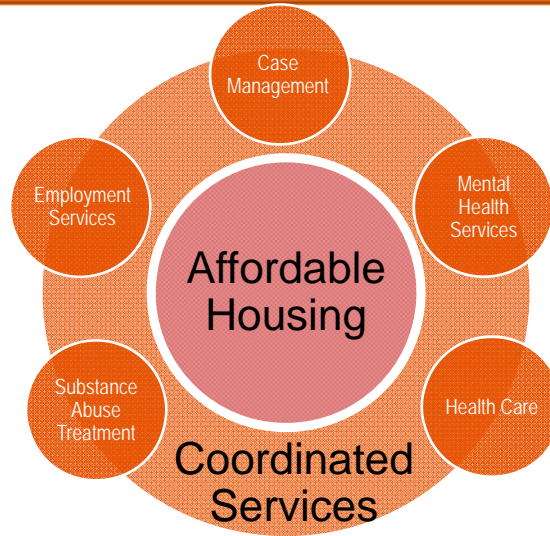 Case
Management
Employment
Services
Mental
Health
Services
Affordable
Housing
Substance
Abuse
Treatment
Health Care
Coordinated
Services